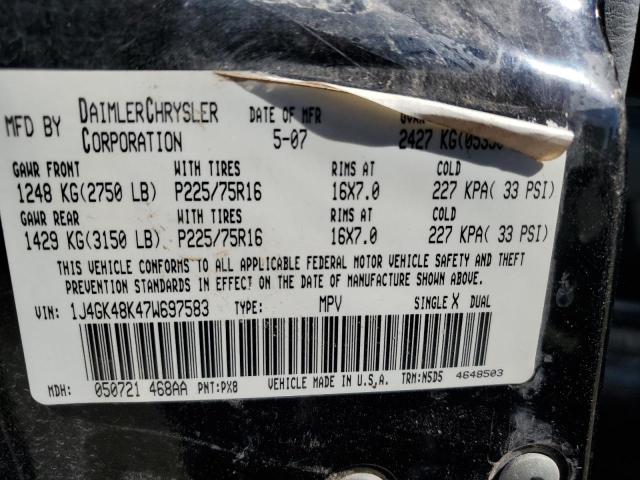 MFD BY DAIMLERCHRYSLER CORPORATION DATE OF MFR 5-07 GVWR 2427 KG(05350
GAWR FRONT WITH TIRES RIMS AT COLD
1248 KG(2750 LB) P225/75R16 16X7.0 227 KPA( 33 PSI)
GAWR REAR WITH TIRES RIMS AT COLD
1429 KG(3150 LB) P225/75R16 16X7.0 227 KPA( 33 PSI)
THIS VEHICLE CONFORMS TO ALL APPLICABLE FEDERAL MOTOR VEHICLE SAFETY AND THEFT
PREVENTION STANDARDS IN EFFECT ON THE DATE OF MANUFACTURE SHOWN ABOVE.
VIN: 1J4GK48K47W697583 TYPE: MPV SINGLE X DUAL
MDH: 050721 468AA PNT:PX8 VEHICLE MADE IN U.S.A. TRM:N5D5 4648503